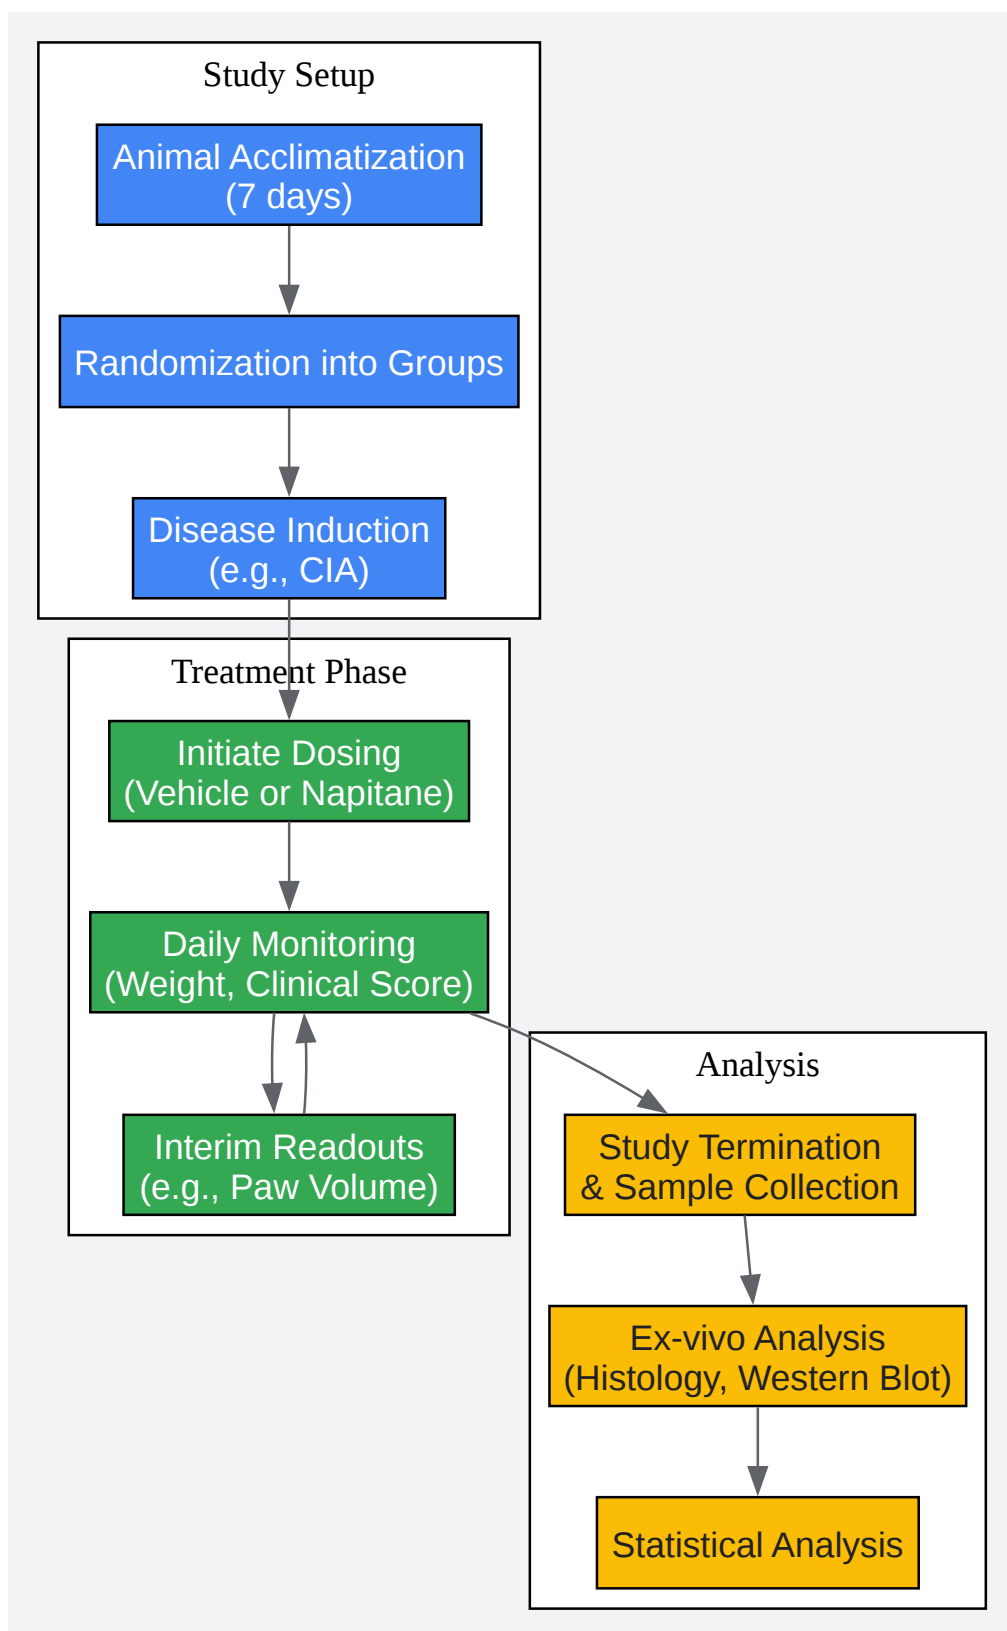 Study Setup
Animal Acclimatization
(7 days)
Randomization into Groups
Disease Induction
(e.g., CIA)
Treatment Phase
Initiate Dosing
(Vehicle or Napitane)
Daily Monitoring
(Weight, Clinical Score)
Interim Readouts
(e.g., Paw Volume)
Analysis
Study Termination
& Sample Collection
Ex-vivo Analysis
(Histology, Western Blot)
Statistical Analysis